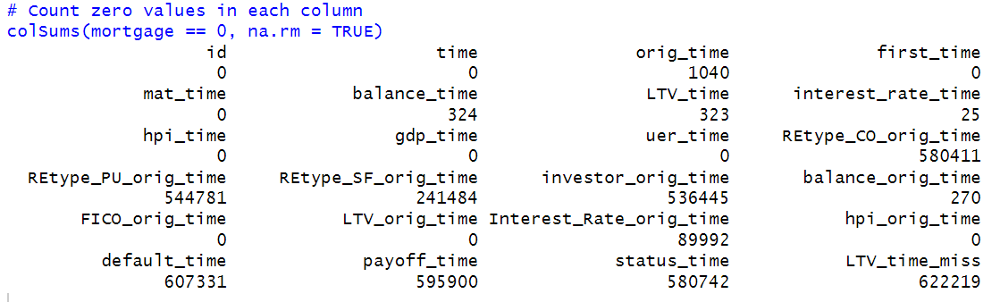 # Count zero values in each column
colSums(mortgage == 0, na.rm = TRUE)
id time orig_time first_time
0 0 1040 0
mat_time balance_time LTV_time interest_rate_time
0 324 323 25
hpi_time gdp_time uer_time REtype_CO_orig_time
0 0 0 580411
REtype_PU_orig_time REtype_SF_orig_time investor_orig_time balance_orig_time
544781 241484 536445 270
FICO_orig_time LTV_orig_time Interest_Rate_orig_time hpi_orig_time
0 0 89992 0
default_time payoff_time status_time LTV_time_miss
607331 595900 580742 622219